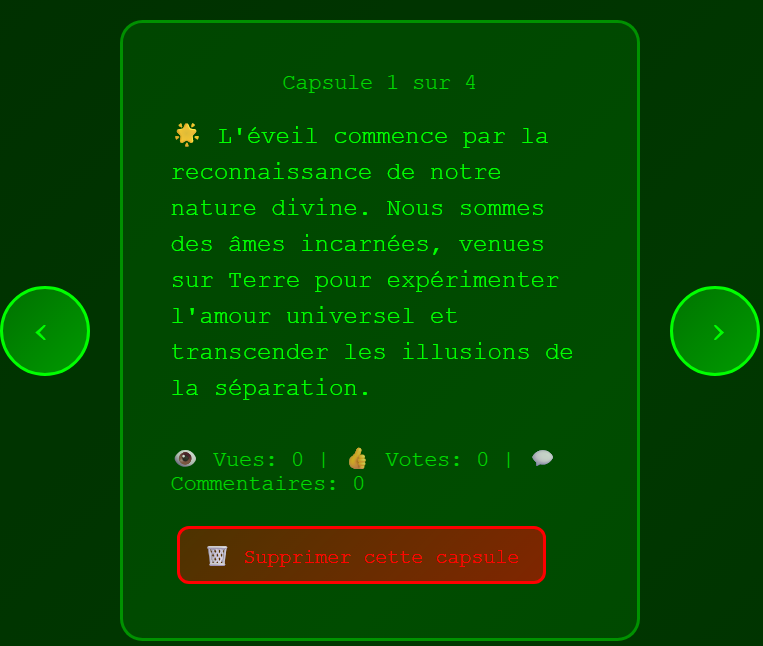 Capsule 1 sur 4
🌟 L'éveil commence par la
reconnaissance de notre
nature divine. Nous sommes
des âmes incarnées, venues
sur Terre pour expérimenter
l'amour universel et
transcender les illusions de
la séparation.
‹
›
👁️ Vues: 0 | 👍 Votes: 0 | 💬
Commentaires: 0
🗑️ Supprimer cette capsule